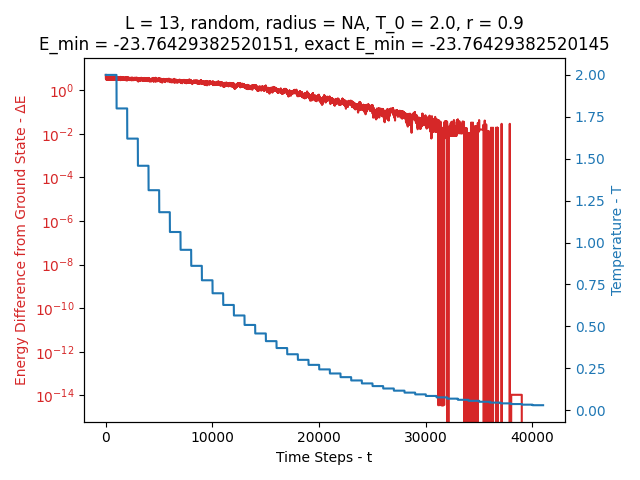 L = 13, random, radius = NA, T_0 = 2.0, r = 0.9
E_min = -23.76429382520151, exact E_min = -23.76429382520145
Energy Difference from Ground State - ΔE
10⁰
10⁻²
10⁻⁴
10⁻⁶
10⁻⁸
10⁻¹⁰
10⁻¹²
10⁻¹⁴
2.00
1.75
1.50
1.25
1.00
0.75
0.50
0.25
0.00
Temperature - T
0 10000 20000 30000 40000
Time Steps - t